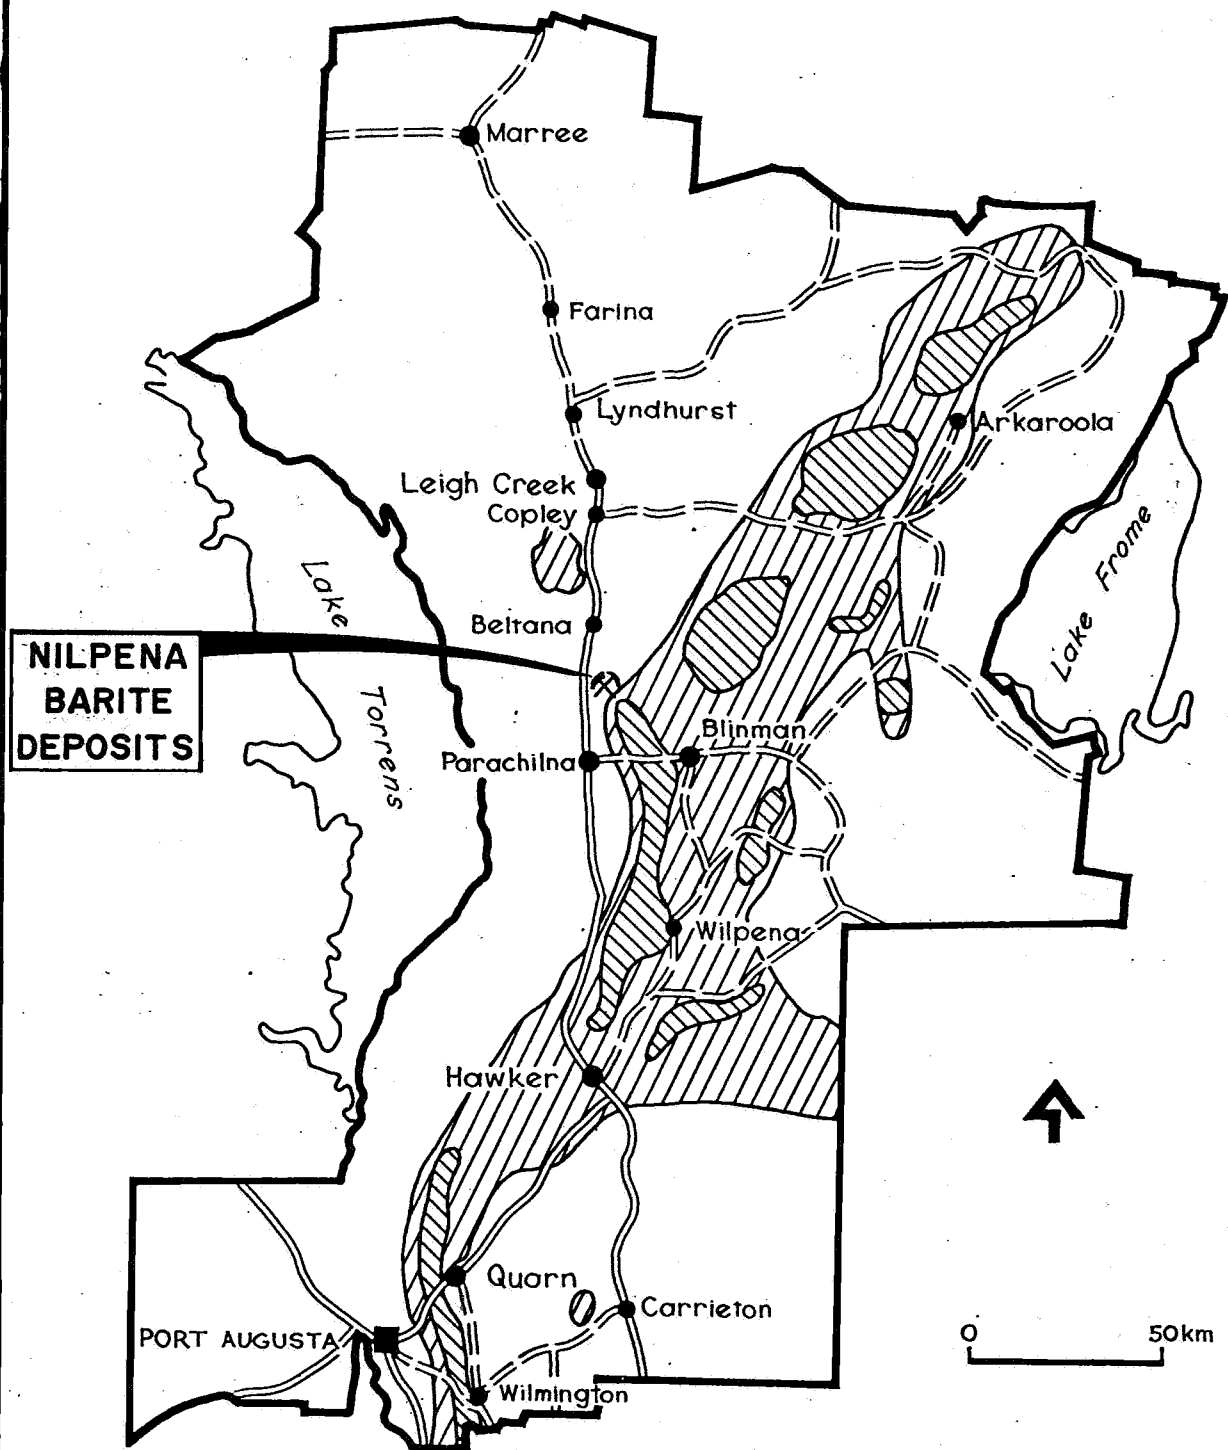 Marree
Farina
Lyndhurst
Arkaroola
Leigh Creek
Copley
Lake Frome
Lake Torrens
Beltana
NILPENA
BARITE
DEPOSITS
Blinman
Parachilna
Wilpena
Hawker
Quorn
Carrieton
PORT AUGUSTA
0 50km
Wilmington